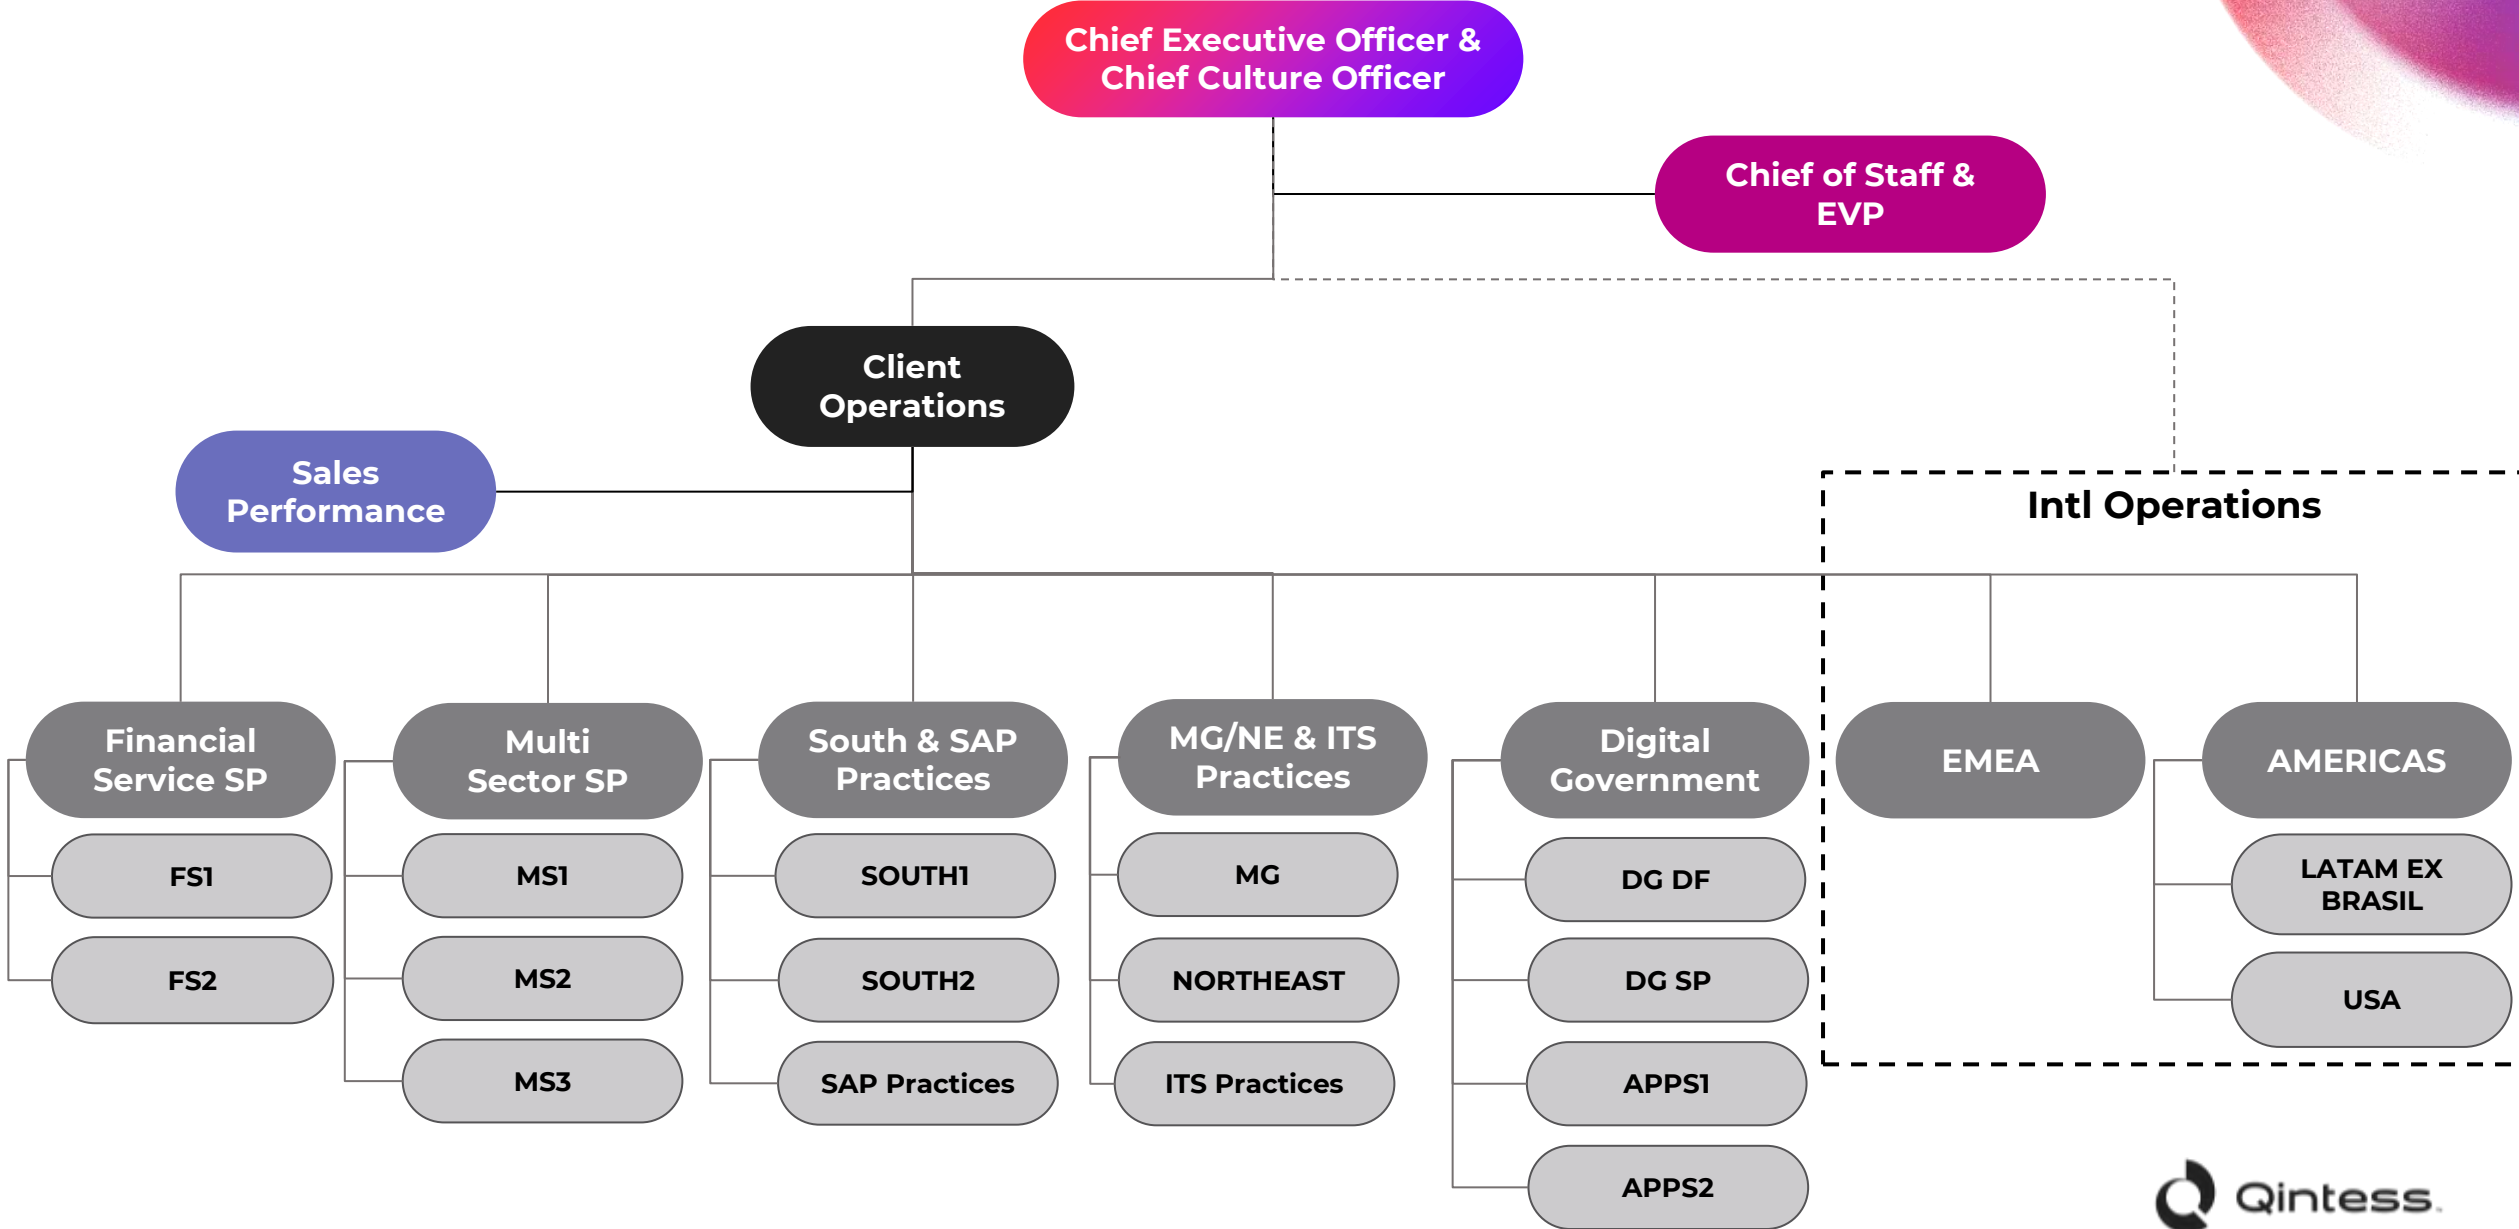 Chief Executive Officer &
Chief Culture Officer
Chief of Staff &
EVP
Client
Operations
Sales
Performance
Intl Operations
Financial
Service SP
FS1
FS2
Multi
Sector SP
MS1
MS2
MS3
South & SAP
Practices
SOUTH1
SOUTH2
SAP Practices
MG/NE & ITS
Practices
MG
NORTHEAST
ITS Practices
Digital
Government
DG DF
DG SP
APPS1
APPS2
EMEA
AMERICAS
LATAM EX
BRASIL
USA
Qintess